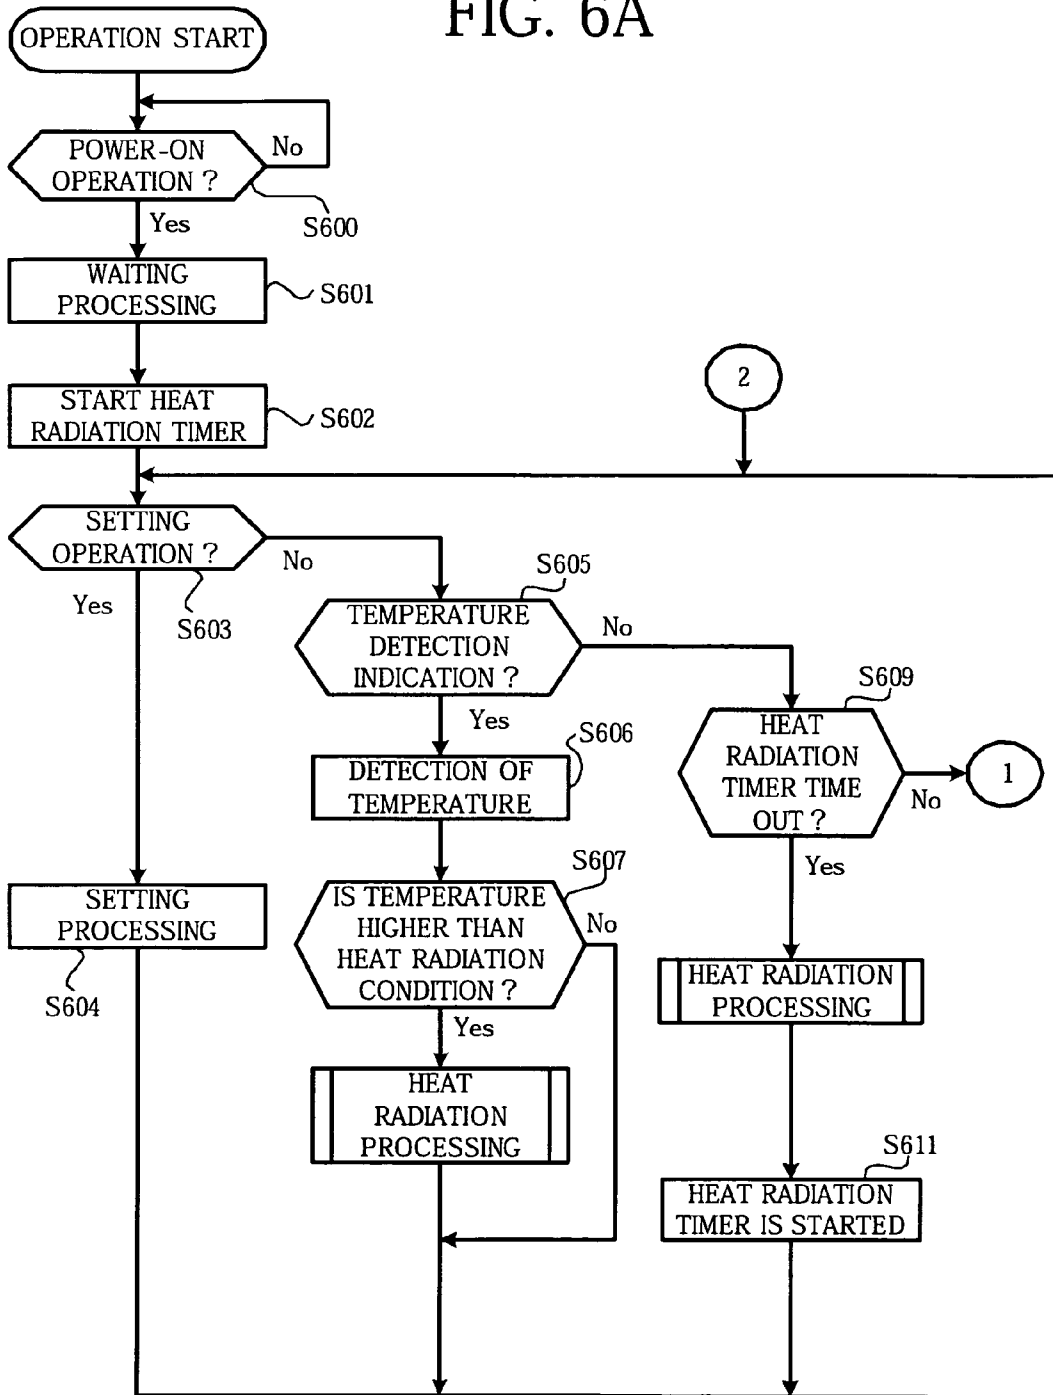 FIG. 6A
OPERATION START
POWER-ON
OPERATION ?
No
S600
Yes
WAITING
PROCESSING
S601
START HEAT
RADIATION TIMER
S602
2
SETTING
OPERATION ?
No
Yes
S603
S605
TEMPERATURE
DETECTION
INDICATION ?
No
Yes
S609
HEAT
RADIATION
TIMER TIME
OUT ?
No
1
Yes
S606
DETECTION OF
TEMPERATURE
S607
IS TEMPERATURE
HIGHER THAN
HEAT RADIATION
CONDITION ?
No
Yes
SETTING
PROCESSING
S604
HEAT RADIATION
PROCESSING
HEAT
RADIATION
PROCESSING
S611
HEAT RADIATION
TIMER IS STARTED